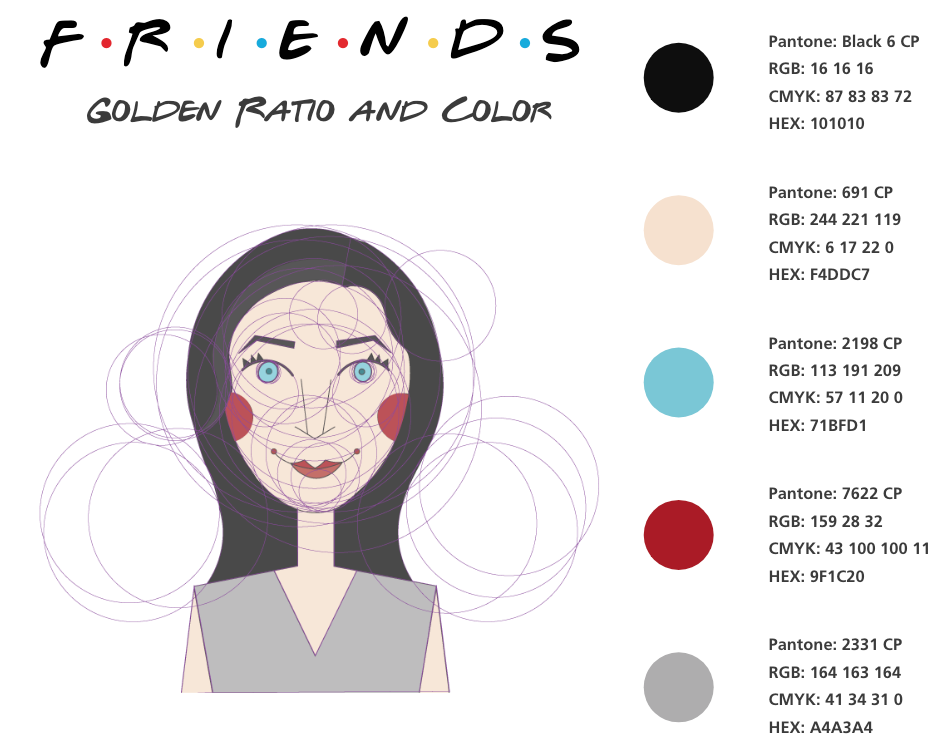 F•R•I•E•N•D•S
GOLDEN RATIO AND COLOR
Pantone: Black 6 CP
RGB: 16 16 16
CMYK: 87 83 83 72
HEX: 101010
Pantone: 691 CP
RGB: 244 221 119
CMYK: 6 17 22 0
HEX: F4DDC7
Pantone: 2198 CP
RGB: 113 191 209
CMYK: 57 11 20 0
HEX: 71BFD1
Pantone: 7622 CP
RGB: 159 28 32
CMYK: 43 100 100 11
HEX: 9F1C20
Pantone: 2331 CP
RGB: 164 163 164
CMYK: 41 34 31 0
HEX: A4A3A4